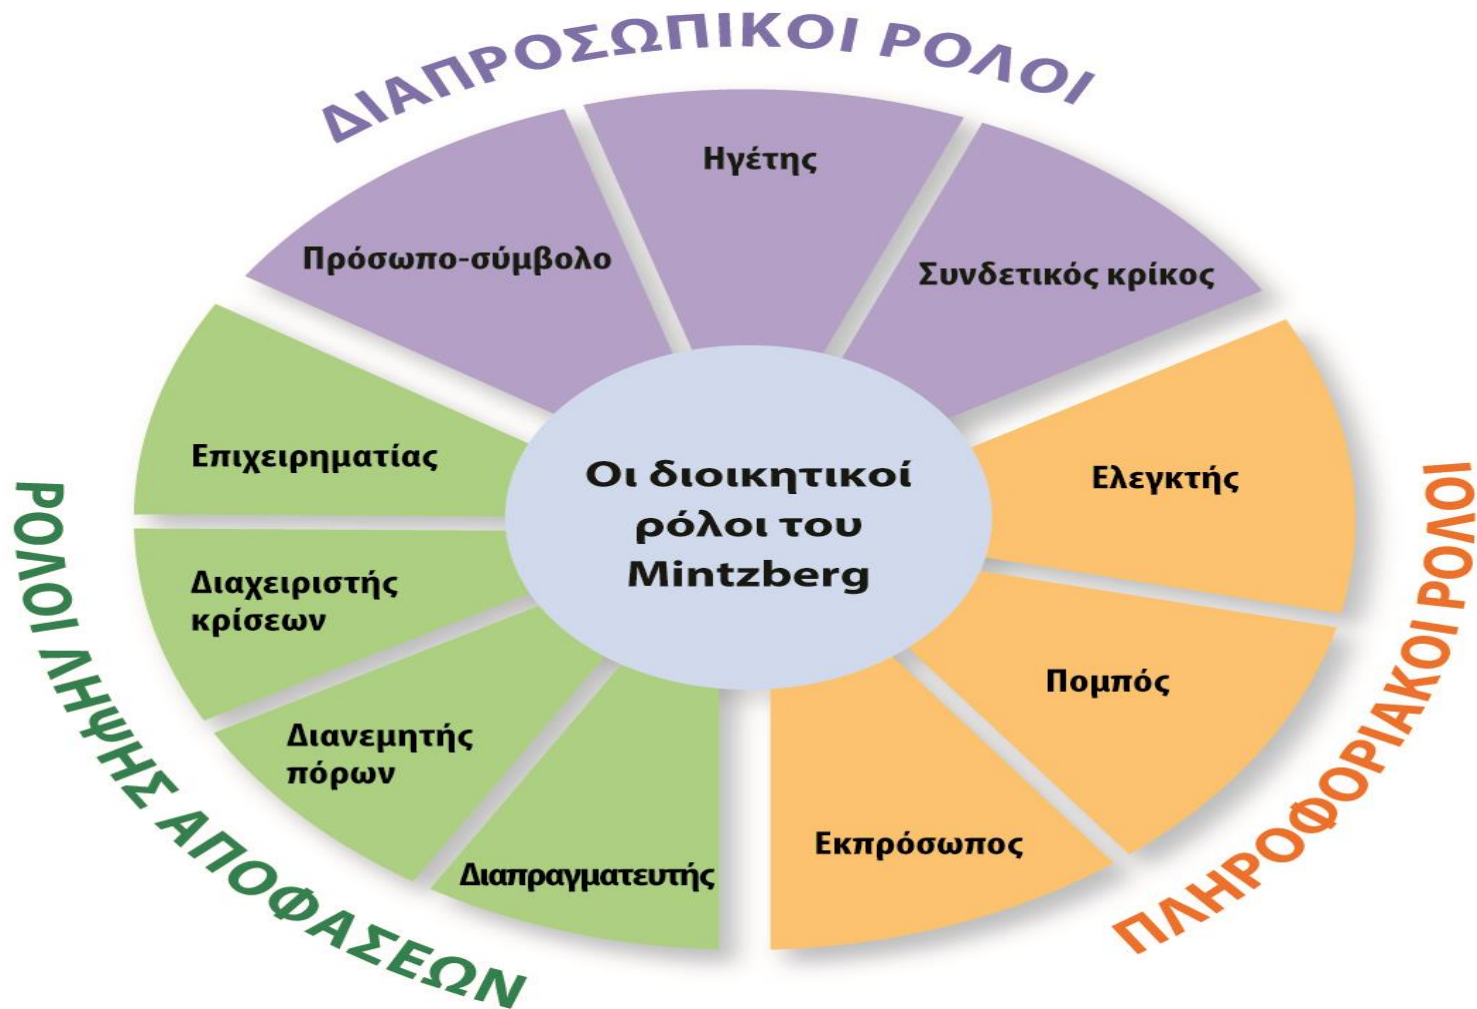 ΔΙΑΠΡΟΣΩΠΙΚΟΙ ΡΟΛΟΙ
Ηγέτης
Πρόσωπο-σύμβολο
Συνδετικός κρίκος
Επιχειρηματίας
Διαχειριστής
κρίσεων
Διανεμητής
πόρων
Διαπραγματευτής
ΡΟΛΟΙ ΛΗΨΗΣ ΑΠΟΦΑΣΕΩΝ
Οι διοικητικοί
ρόλοι του
Mintzberg
Ελεγκτής
Πομπός
Εκπρόσωπος
ΠΛΗΡΟΦΟΡΙΑΚΟΙ ΡΟΛΟΙ